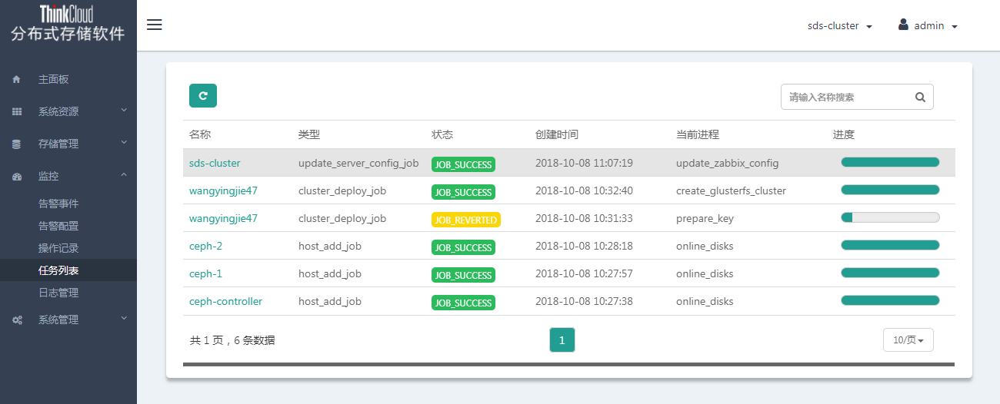 ThinkCloud
分布式存储软件
sds-cluster
admin
主面板
系统资源
存储管理
监控
告警事件
告警配置
操作记录
任务列表
日志管理
系统管理
请输入名称搜索
名称 类型 状态 创建时间 当前进程 进度
sds-cluster update_server_config_job JOB_SUCCESS 2018-10-08 11:07:19 update_zabbix_config
wangyingjie47 cluster_deploy_job JOB_SUCCESS 2018-10-08 10:32:40 create_glusterfs_cluster
wangyingjie47 cluster_deploy_job JOB_REVERTED 2018-10-08 10:31:33 prepare_key
ceph-2 host_add_job JOB_SUCCESS 2018-10-08 10:28:18 online_disks
ceph-1 host_add_job JOB_SUCCESS 2018-10-08 10:27:57 online_disks
ceph-controller host_add_job JOB_SUCCESS 2018-10-08 10:27:38 online_disks
共 1 页，6 条数据 1 10/页